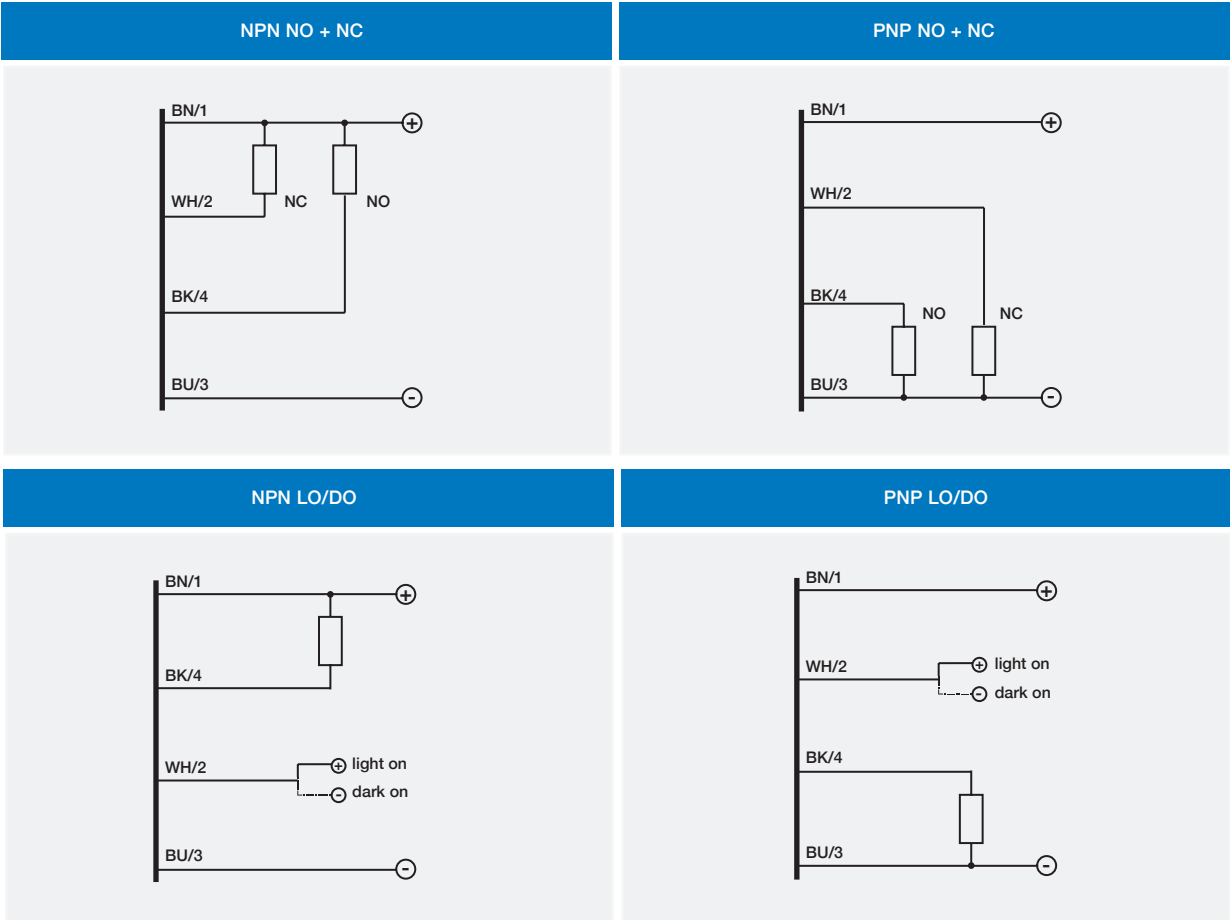 NPN NO + NC
BN/1
+
WH/2
NC
NO
BK/4
BU/3
-
PNP NO + NC
BN/1
+
WH/2
BK/4
NO
NC
BU/3
-
NPN LO/DO
BN/1
+
BK/4
WH/2
+ light on
- dark on
BU/3
-
PNP LO/DO
BN/1
+
WH/2
+ light on
- dark on
BK/4
BU/3
-